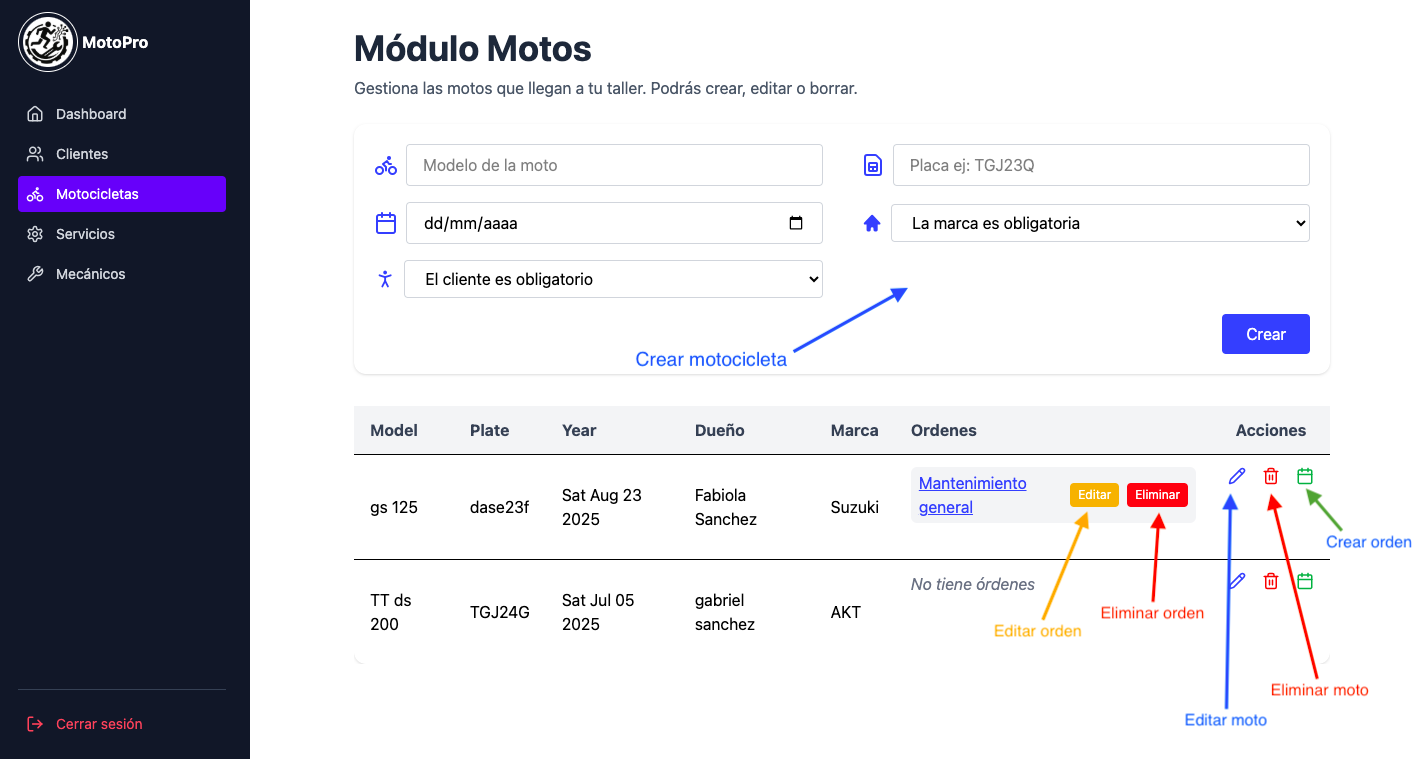 MotoPro
Dashboard
Clientes
Motocicletas
Servicios
Mecánicos
Cerrar sesión
Módulo Motos
Gestiona las motos que llegan a tu taller. Podrás crear, editar o borrar.
Modelo de la moto
Placa ej: TGJ23Q
dd/mm/aaaa
La marca es obligatoria
El cliente es obligatorio
Crear motocicleta
Crear
Model Plate Year Dueño Marca Ordenes Acciones
gs 125
dase23f
Sat Aug 23
2025
Fabiola
Sanchez
Suzuki
Mantenimiento
general
Editar
Eliminar
Crear orden
TT ds
200
TGJ24G
Sat Jul 05
2025
gabriel
sanchez
AKT
No tiene órdenes
Editar orden
Eliminar orden
Eliminar moto
Editar moto